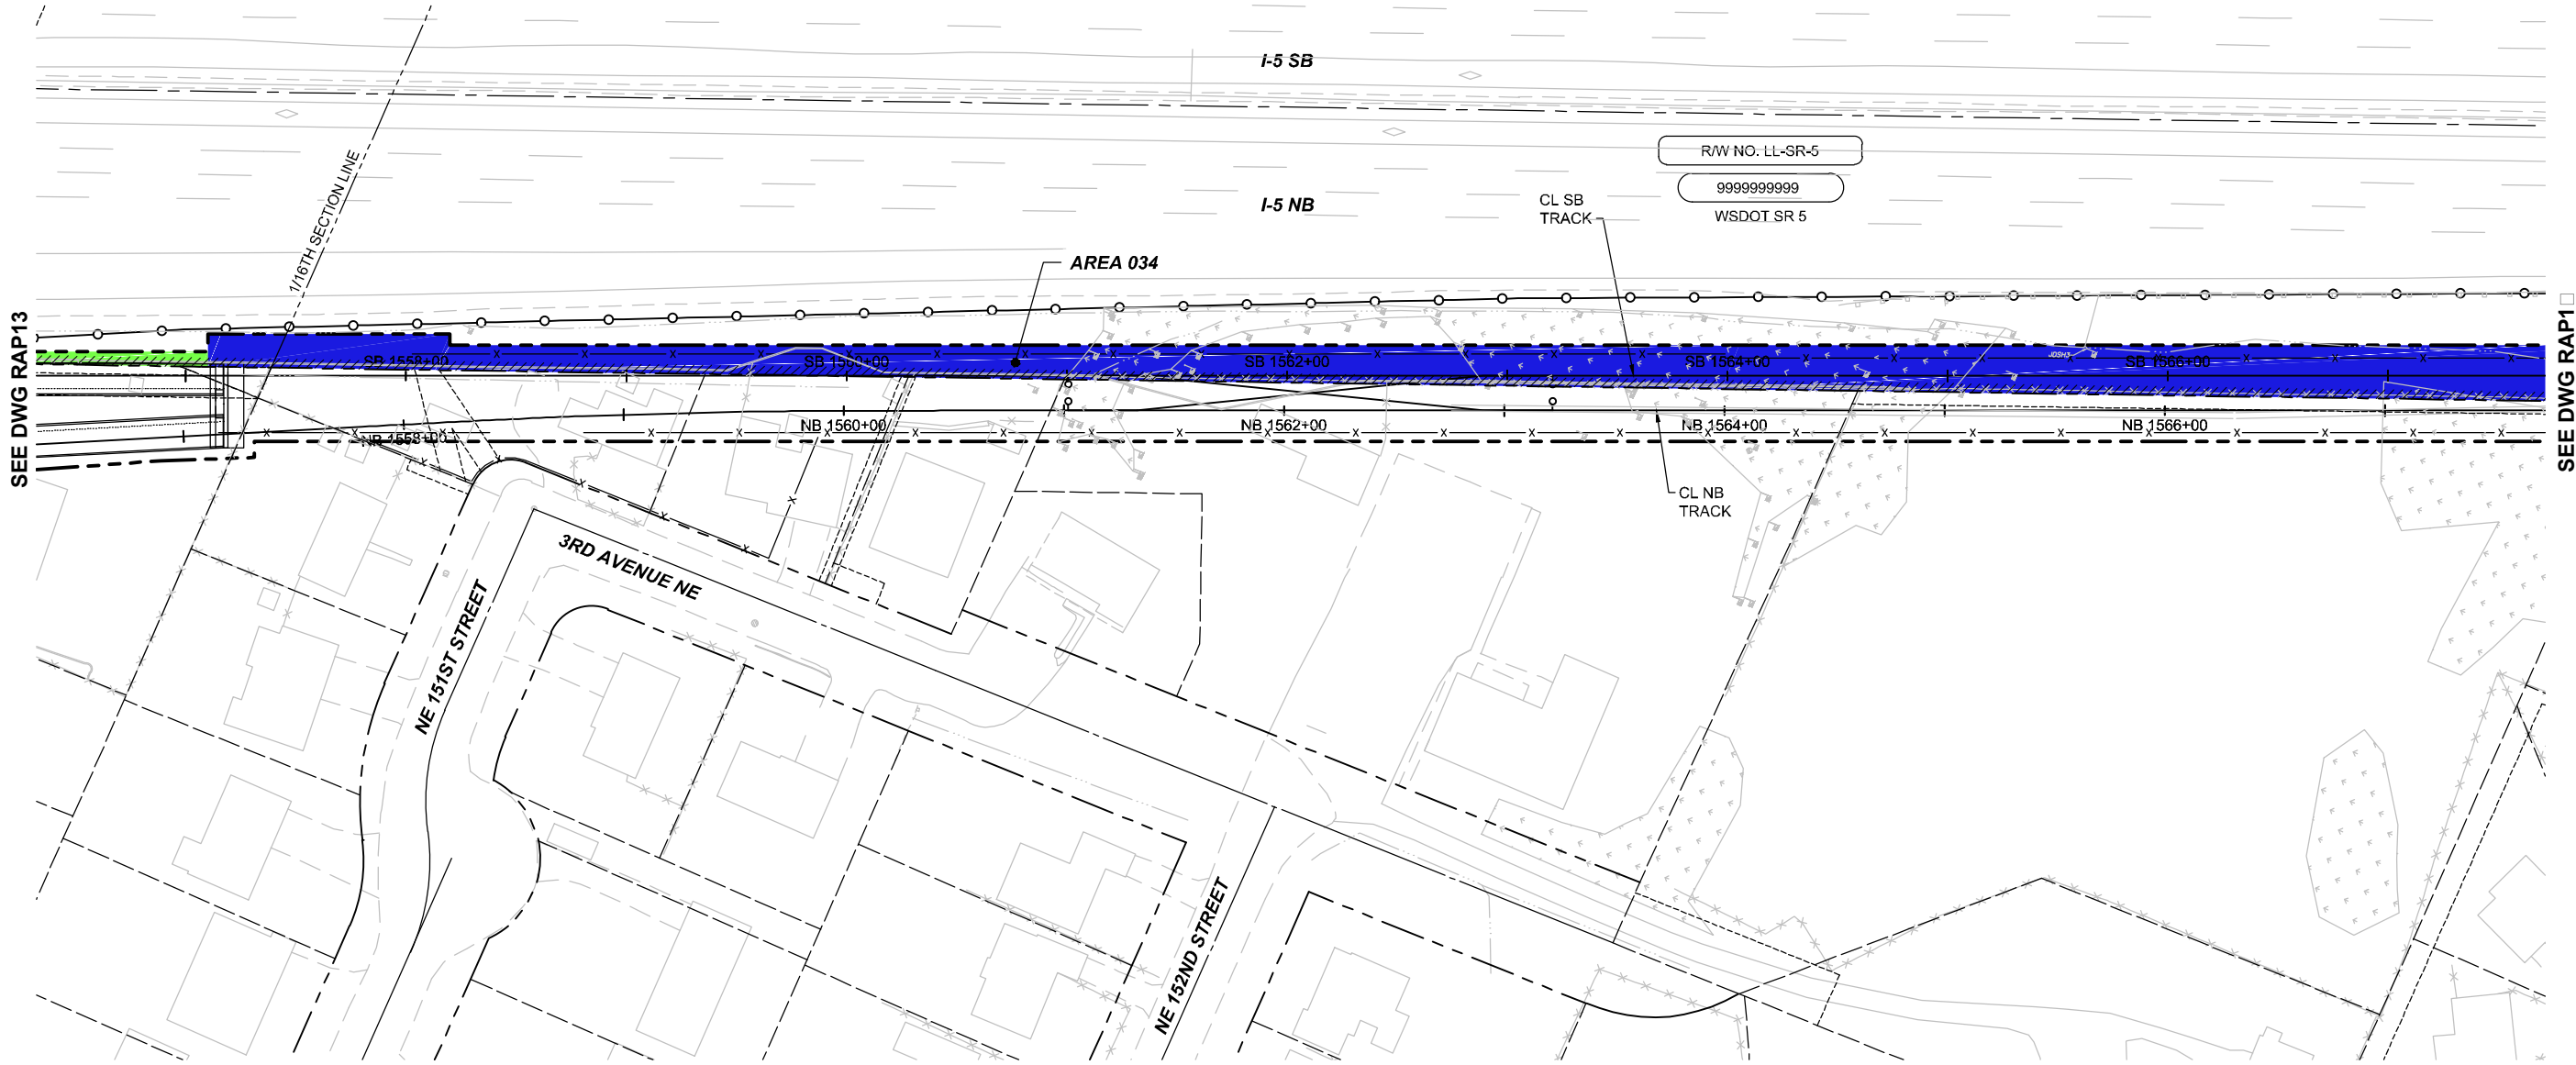 I-5 SB
R/W NO. LL-SR-5
9999999999
WSDOT SR 5
CL SB
TRACK
I-5 NB
1/16TH SECTION LINE
AREA 034
SEE DWG RAP13
SEE DWG RAP1
SB 1558+00
SB 1560+00
SB 1562+00
SB 1564+00
SB 1566+00
NB 1558+00
NB 1560+00
NB 1562+00
NB 1564+00
NB 1566+00
CL NB
TRACK
3RD AVENUE NE
NE 151ST STREET
NE 152ND STREET